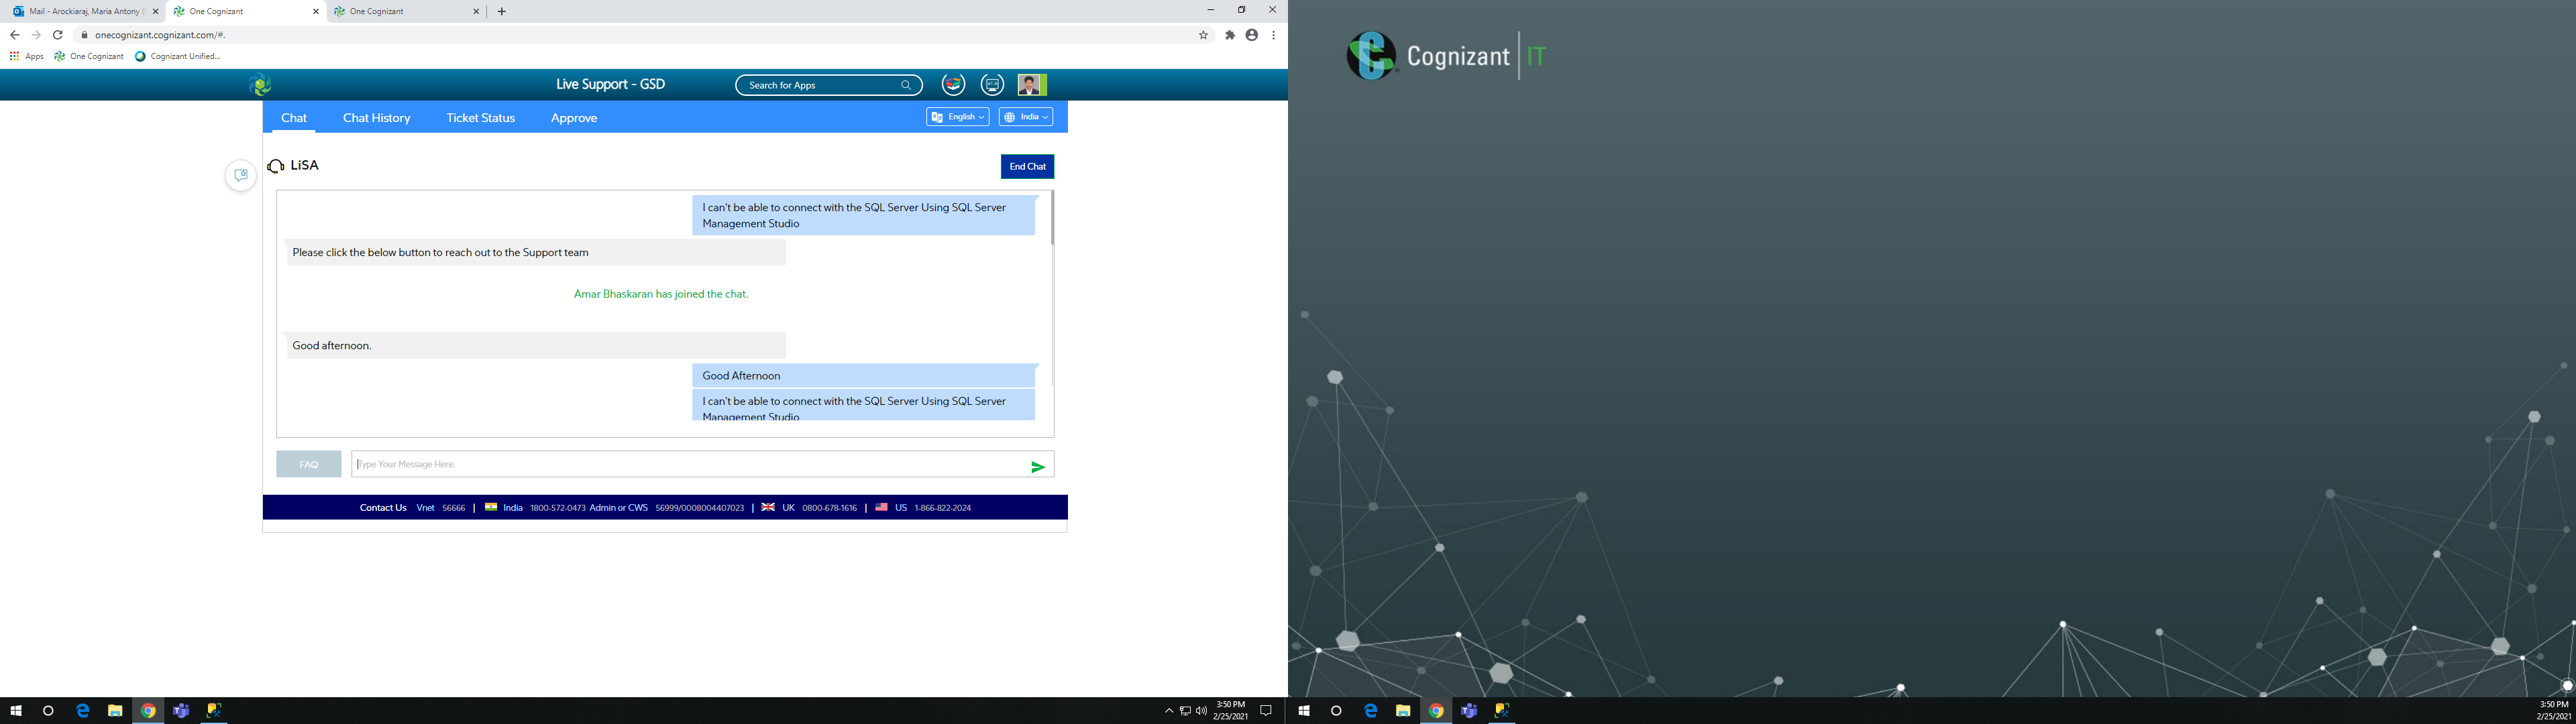 Mail - Arockiaraj, Maria Antony (
One Cognizant
One Cognizant
onecognizant.cognizant.com/#.
Apps
One Cognizant
Cognizant Unified...
Live Support - GSD
Search for Apps
Chat
Chat History
Ticket Status
Approve
English
India
LiSA
End Chat
I can't be able to connect with the SQL Server Using SQL Server
Management Studio
Please click the below button to reach out to the Support team
Amar Bhaskaran has joined the chat.
Good afternoon.
Good Afternoon
I can't be able to connect with the SQL Server Using SQL Server
Management Studio
FAQ
Type Your Message Here.
Contact Us Vnet 56666 | India 1800-572-0473 Admin or CWS 56999/0008004407023 | UK 0800-678-1616 | US 1-866-822-2024
3:50 PM
2/25/2021
Cognizant | IT
3:50 PM
2/25/2021